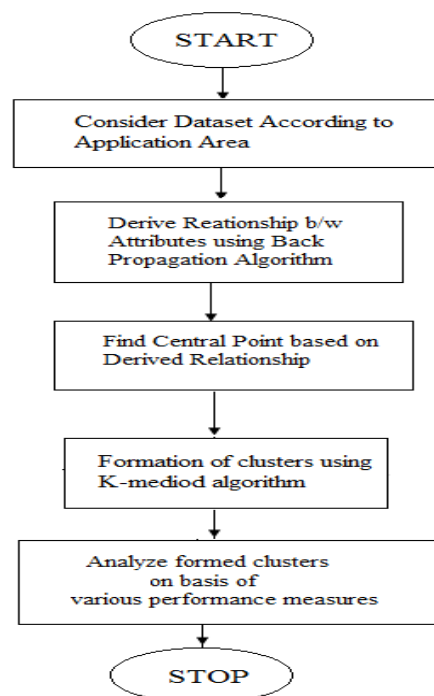 START
Consider Dataset According to
Application Area
Derive Reationship b/w
Attributes using Back
Propagation Algorithm
Find Central Point based on
Derived Relationship
Formation of clusters using
K-mediod algorithm
Analyze formed clusters
on basis of
various performance measures
STOP